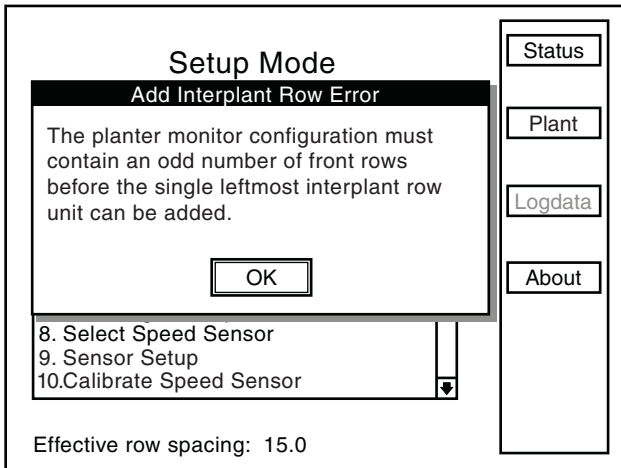 Setup Mode
Add Interplant Row Error
The planter monitor configuration must
contain an odd number of front rows
before the single leftmost interplant row
unit can be added.
OK
8. Select Speed Sensor
9. Sensor Setup
10.Calibrate Speed Sensor
Effective row spacing: 15.0
Status
Plant
Logdata
About